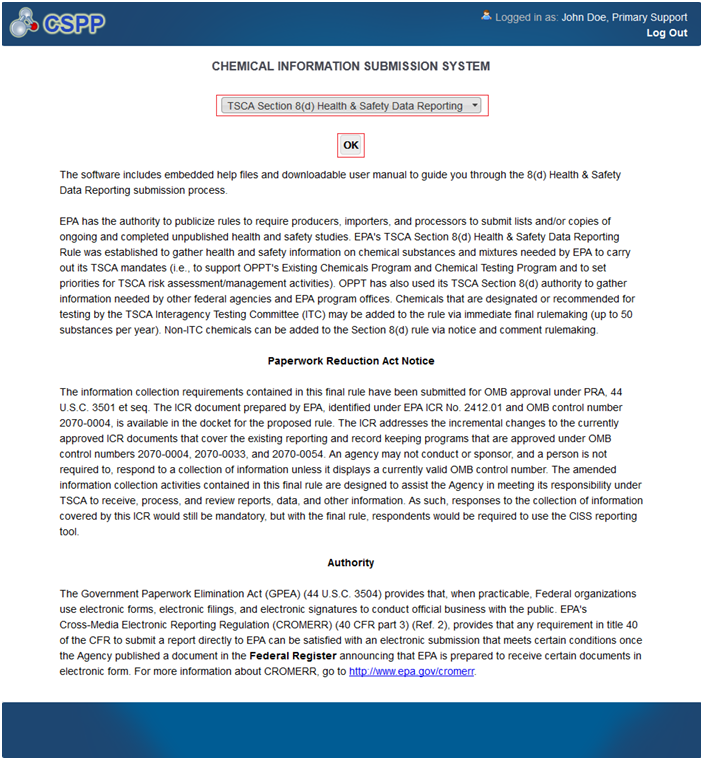 CSPP
Logged in as: John Doe, Primary Support
Log Out
CHEMICAL INFORMATION SUBMISSION SYSTEM
TSCA Section 8(d) Health & Safety Data Reporting
OK
The software includes embedded help files and downloadable user manual to guide you through the 8(d) Health & Safety
Data Reporting submission process.
EPA has the authority to publicize rules to require producers, importers, and processors to submit lists and/or copies of
ongoing and completed unpublished health and safety studies. EPA's TSCA Section 8(d) Health & Safety Data Reporting
Rule was established to gather health and safety information on chemical substances and mixtures needed by EPA to carry
out its TSCA mandates (i.e., to support OPPT's Existing Chemicals Program and Chemical Testing Program and to set
priorities for TSCA risk assessment/management activities). OPPT has also used its TSCA Section 8(d) authority to gather
information needed by other federal agencies and EPA program offices. Chemicals that are designated or recommended for
testing by the TSCA Interagency Testing Committee (ITC) may be added to the rule via immediate final rulemaking (up to 50
substances per year). Non-ITC chemicals can be added to the Section 8(d) rule via notice and comment rulemaking.
Paperwork Reduction Act Notice
The information collection requirements contained in this final rule have been submitted for OMB approval under PRA, 44
U.S.C. 3501 et seq. The ICR document prepared by EPA, identified under EPA ICR No. 2412.01 and OMB control number
2070-0004, is available in the docket for the proposed rule. The ICR addresses the incremental changes to the currently
approved ICR documents that cover the existing reporting and record keeping programs that are approved under OMB
control numbers 2070-0004, 2070-0033, and 2070-0054. An agency may not conduct or sponsor, and a person is not
required to, respond to a collection of information unless it displays a currently valid OMB control number. The amended
information collection activities contained in this final rule are designed to assist the Agency in meeting its responsibility under
TSCA to receive, process, and review reports, data, and other information. As such, responses to the collection of information
covered by this ICR would still be mandatory, but with the final rule, respondents would be required to use the CISS reporting
tool.
Authority
The Government Paperwork Elimination Act (GPEA) (44 U.S.C. 3504) provides that, when practicable, Federal organizations
use electronic forms, electronic filings, and electronic signatures to conduct official business with the public. EPA's
Cross-Media Electronic Reporting Regulation (CROMERR) (40 CFR part 3) (Ref. 2), provides that any requirement in title 40
of the CFR to submit a report directly to EPA can be satisfied with an electronic submission that meets certain conditions once
the Agency published a document in the Federal Register announcing that EPA is prepared to receive certain documents in
electronic form. For more information about CROMERR, go to http://www.epa.gov/cromerr.